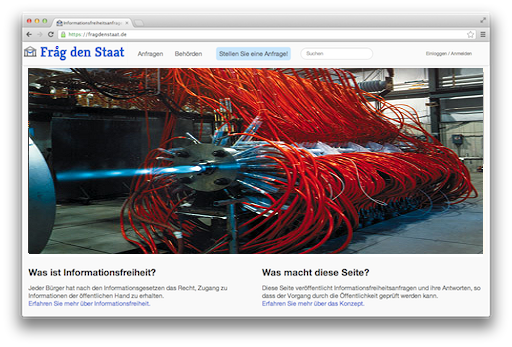 Informationsfreiheitsanfragen
https://fragdenstaat.de
Fråg den Staat
Anfragen
Behörden
Stellen Sie eine Anfrage!
Suchen
Einloggen / Anmelden
Was ist Informationsfreiheit?
Jeder Bürger hat nach den Informationsgesetzen das Recht, Zugang zu
Informationen der öffentlichen Hand zu erhalten.
Erfahren Sie mehr über Informationsfreiheit.
Was macht diese Seite?
Diese Seite veröffentlicht Informationsfreiheitsanfragen und ihre Antworten, so
dass der Vorgang durch die Öffentlichkeit geprüft werden kann.
Erfahren Sie mehr über das Konzept.